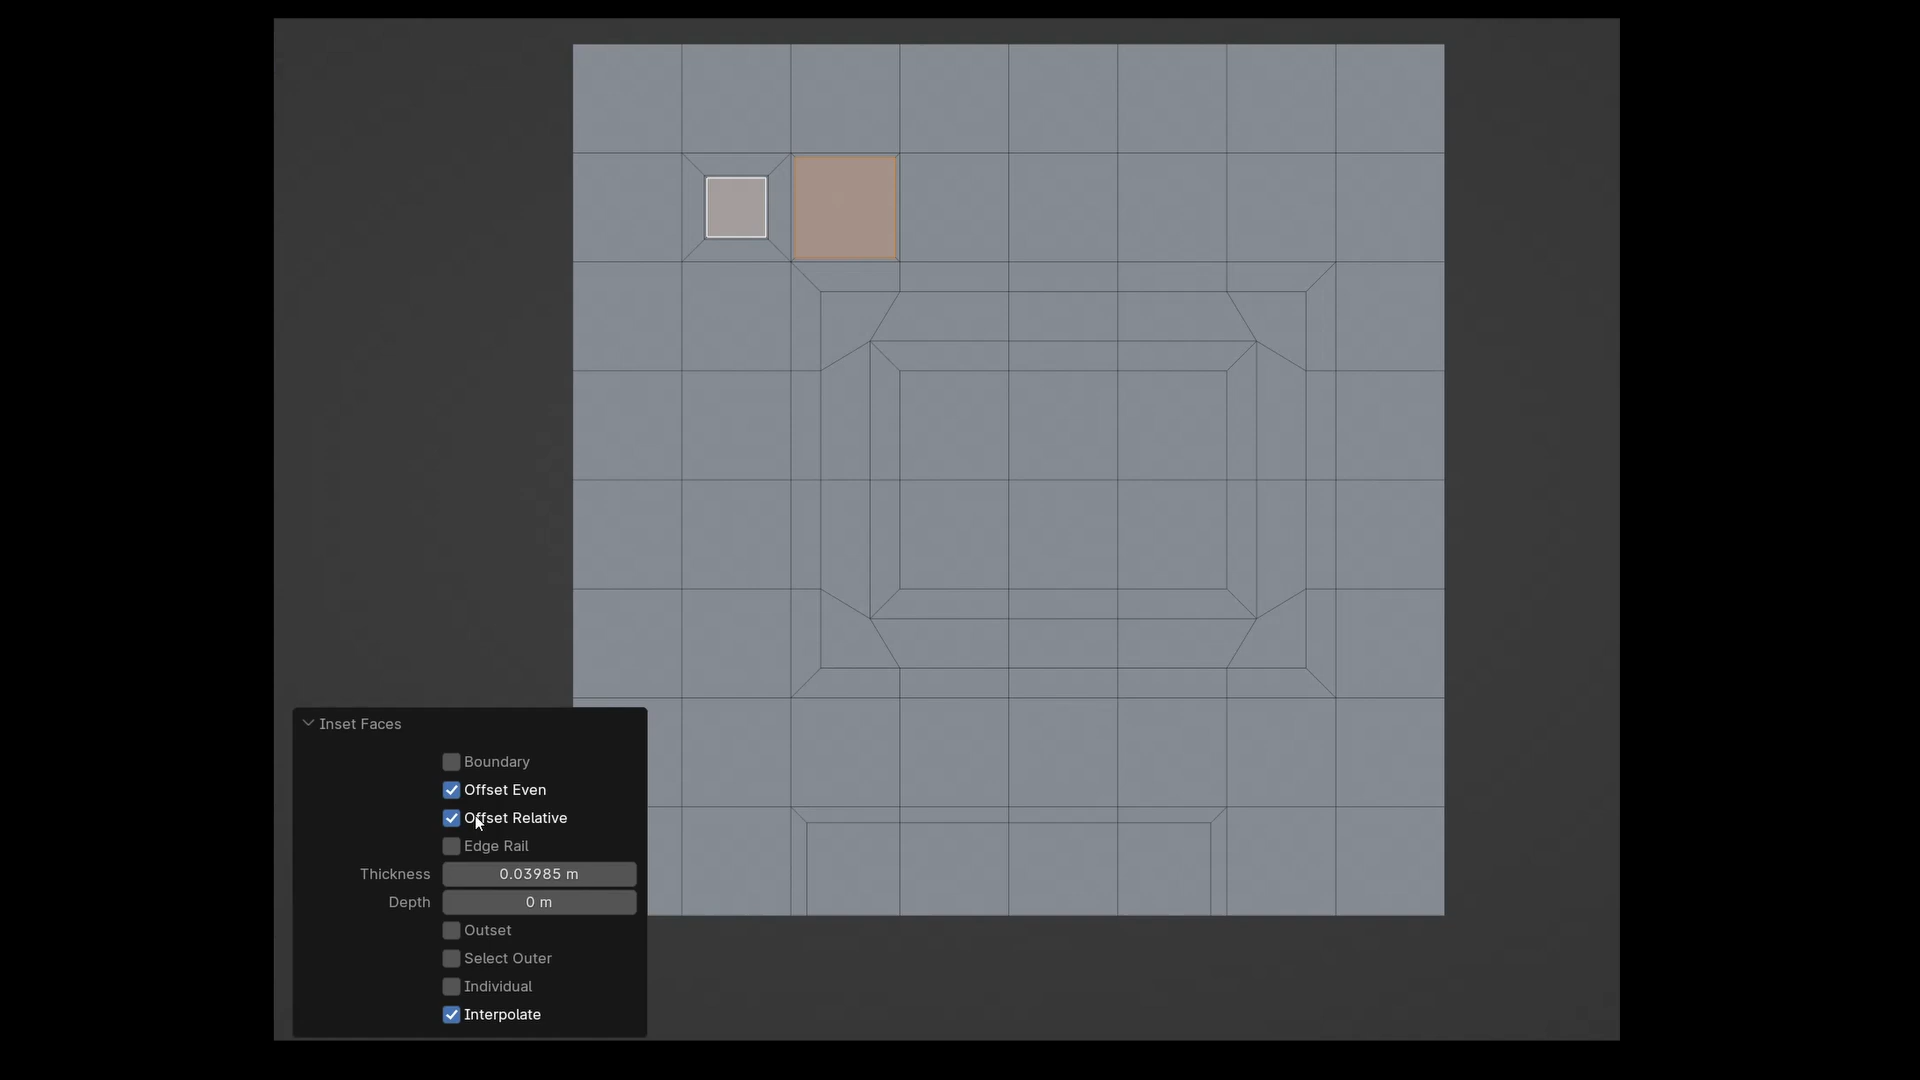 Inset Faces
Boundary
Offset Even
Offset Relative
Edge Rail
Thickness 0.03985 m
Depth 0 m
Outset
Select Outer
Individual
Interpolate